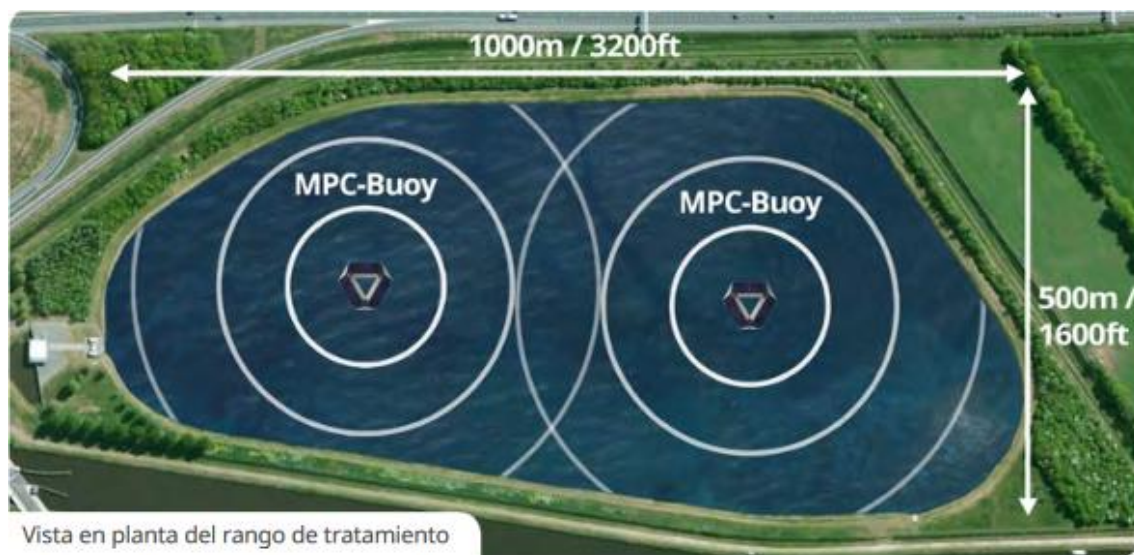 1000m / 3200ft
MPC-Buoy
MPC-Buoy
500m /
1600ft
Vista en planta del rango de tratamiento